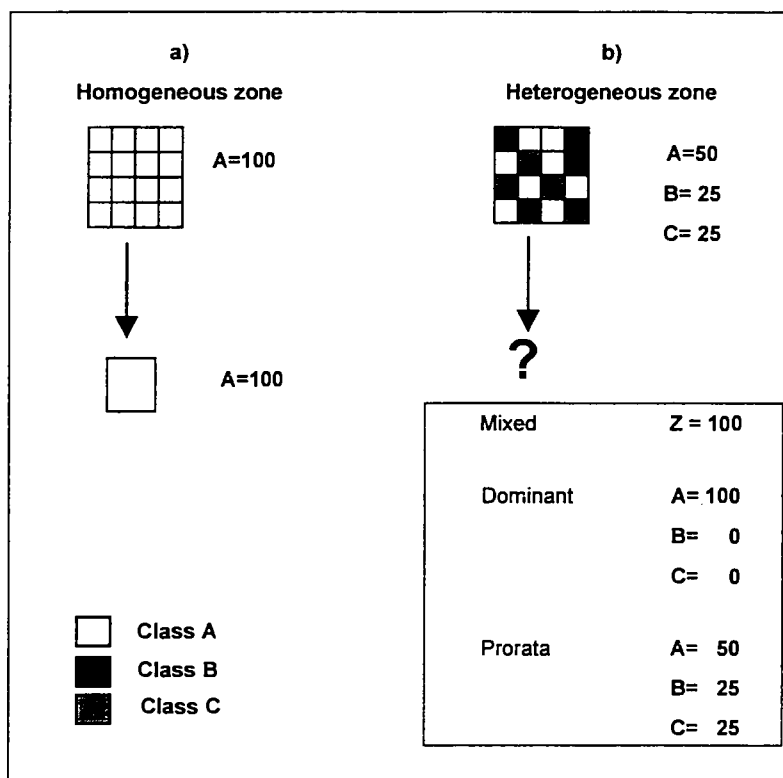 a)
Homogeneous zone
A=100
A=100
Class A
Class B
Class C
b)
Heterogeneous zone
A=50
B= 25
C= 25
?
Mixed Z = 100
Dominant A= 100
B= 0
C= 0
Prorata A= 50
B= 25
C= 25